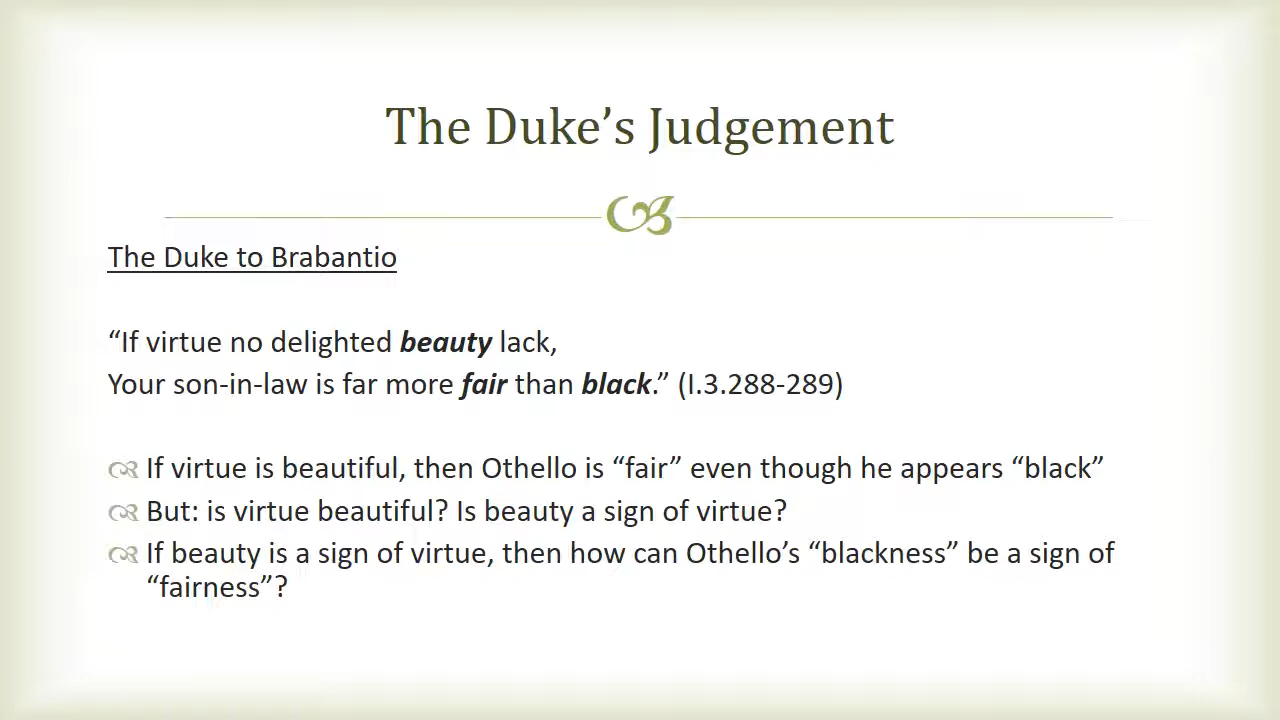 The Duke’s Judgement
The Duke to Brabantio
“If virtue no delighted beauty lack,
Your son-in-law is far more fair than black.” (I.3.288-289)
If virtue is beautiful, then Othello is “fair” even though he appears “black”
But: is virtue beautiful? Is beauty a sign of virtue?
If beauty is a sign of virtue, then how can Othello’s “blackness” be a sign of
“fairness”?